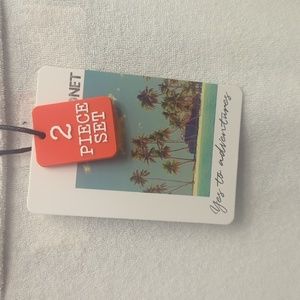 NET
2
PIECE
SET
Yes to adventures